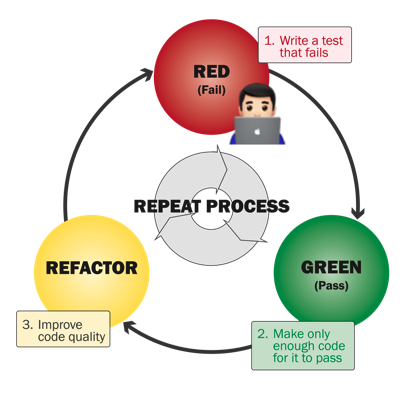 1. Write a test
that fails
RED
(Fail)
REPEAT PROCESS
REFACTOR
GREEN
(Pass)
3. Improve
code quality
2. Make only
enough code
for it to pass